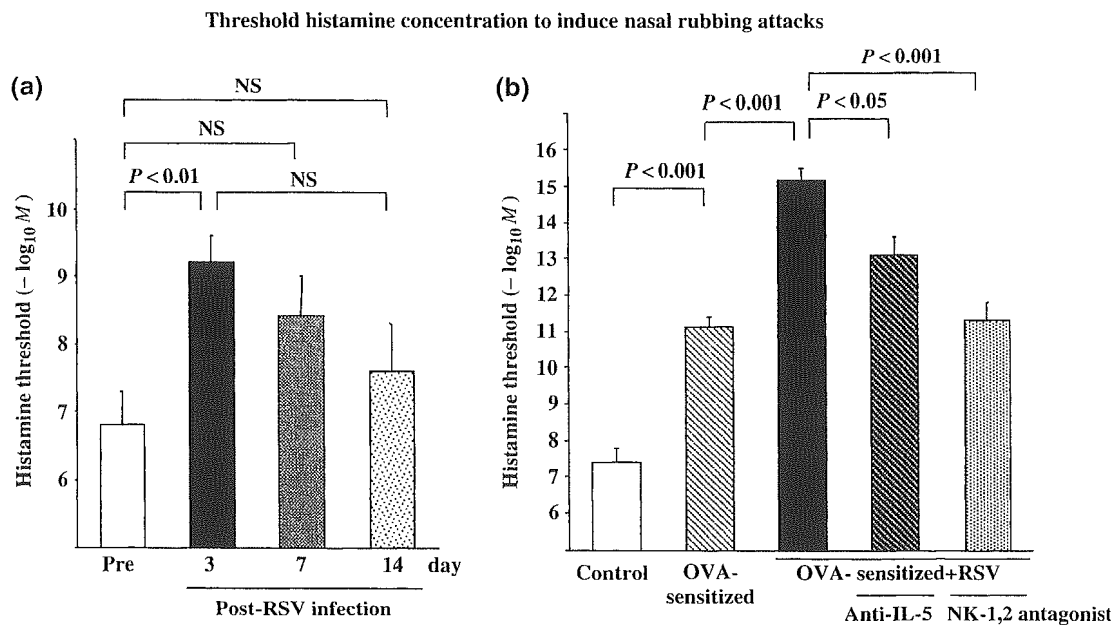 Threshold histamine concentration to induce nasal rubbing attacks
(a)
NS
NS
P < 0.01
NS
Histamine threshold (− log10 M)
10
9
8
7
6
Pre
3
7
14
day
Post-RSV infection
(b)
P < 0.001
P < 0.001
P < 0.05
P < 0.001
Histamine threshold (− log10 M)
16
15
14
13
12
11
10
9
8
7
6
Control
OVA-
sensitized
OVA- sensitized+RSV
Anti-IL-5
NK-1,2 antagonist